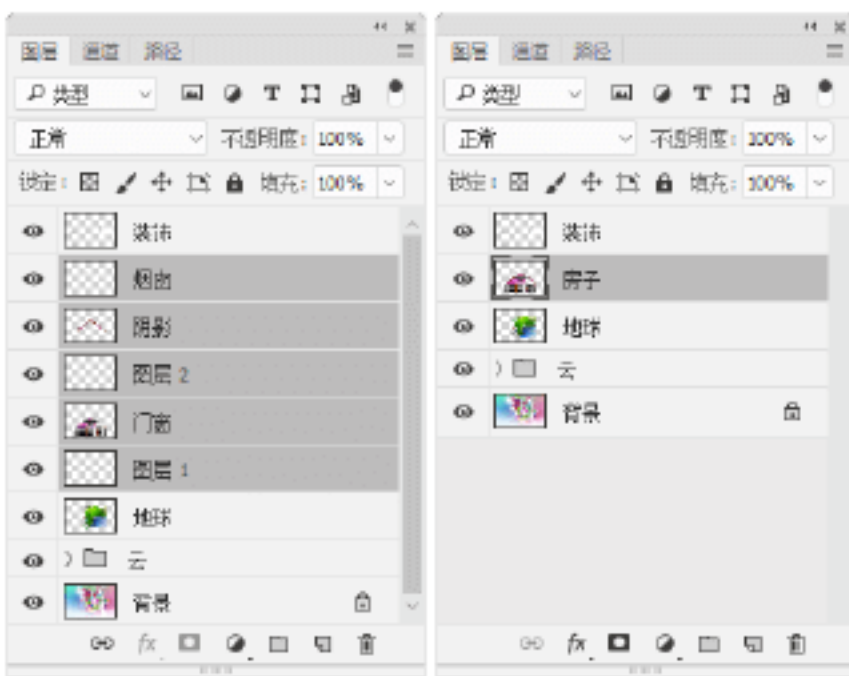 图层 通道 路径
类型
正常 不透明度: 100%
锁定: 填充: 100%
装饰
烟囱
阴影
图层 2
门窗
图层 1
地球
云
背景
fx
图层 通道 路径
类型
正常 不透明度: 100%
锁定: 填充: 100%
装饰
房子
地球
云
背景
fx